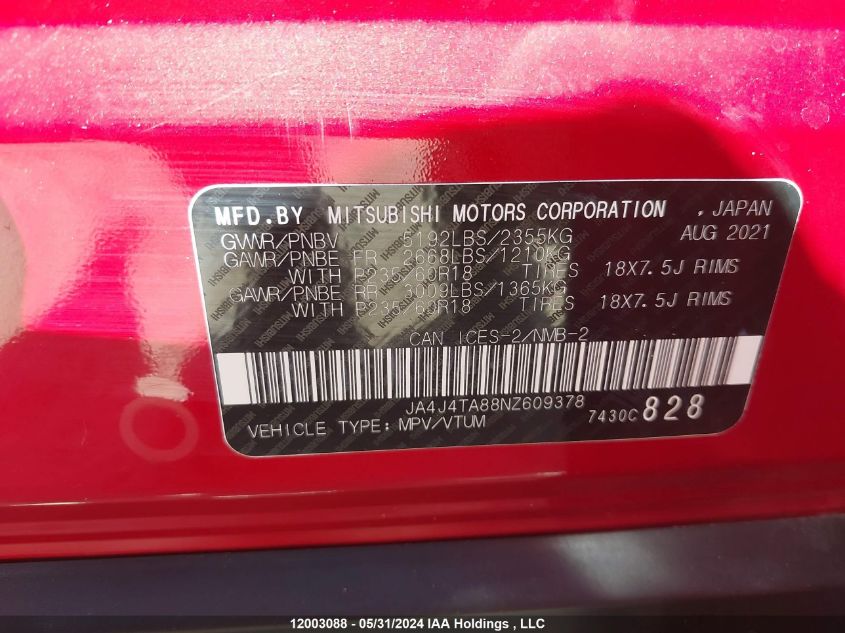 MFD.BY MITSUBISHI MOTORS CORPORATION , JAPAN
GVWR/PNBV 5192LBS/2355KG AUG 2021
GAWR/PNBE FR 2668LBS/1210KG
WITH P235/60R18 TIRES 18X7.5J RIMS
GAWR/PNBE RR 3009LBS/1365KG
WITH P235/60R18 TIRES 18X7.5J RIMS
CAN ICES-2/NMB-2
JA4J4TA88NZ609378
VEHICLE TYPE:MPV/VTUM 7430C 828
12003088 - 05/31/2024 IAA Holdings , LLC